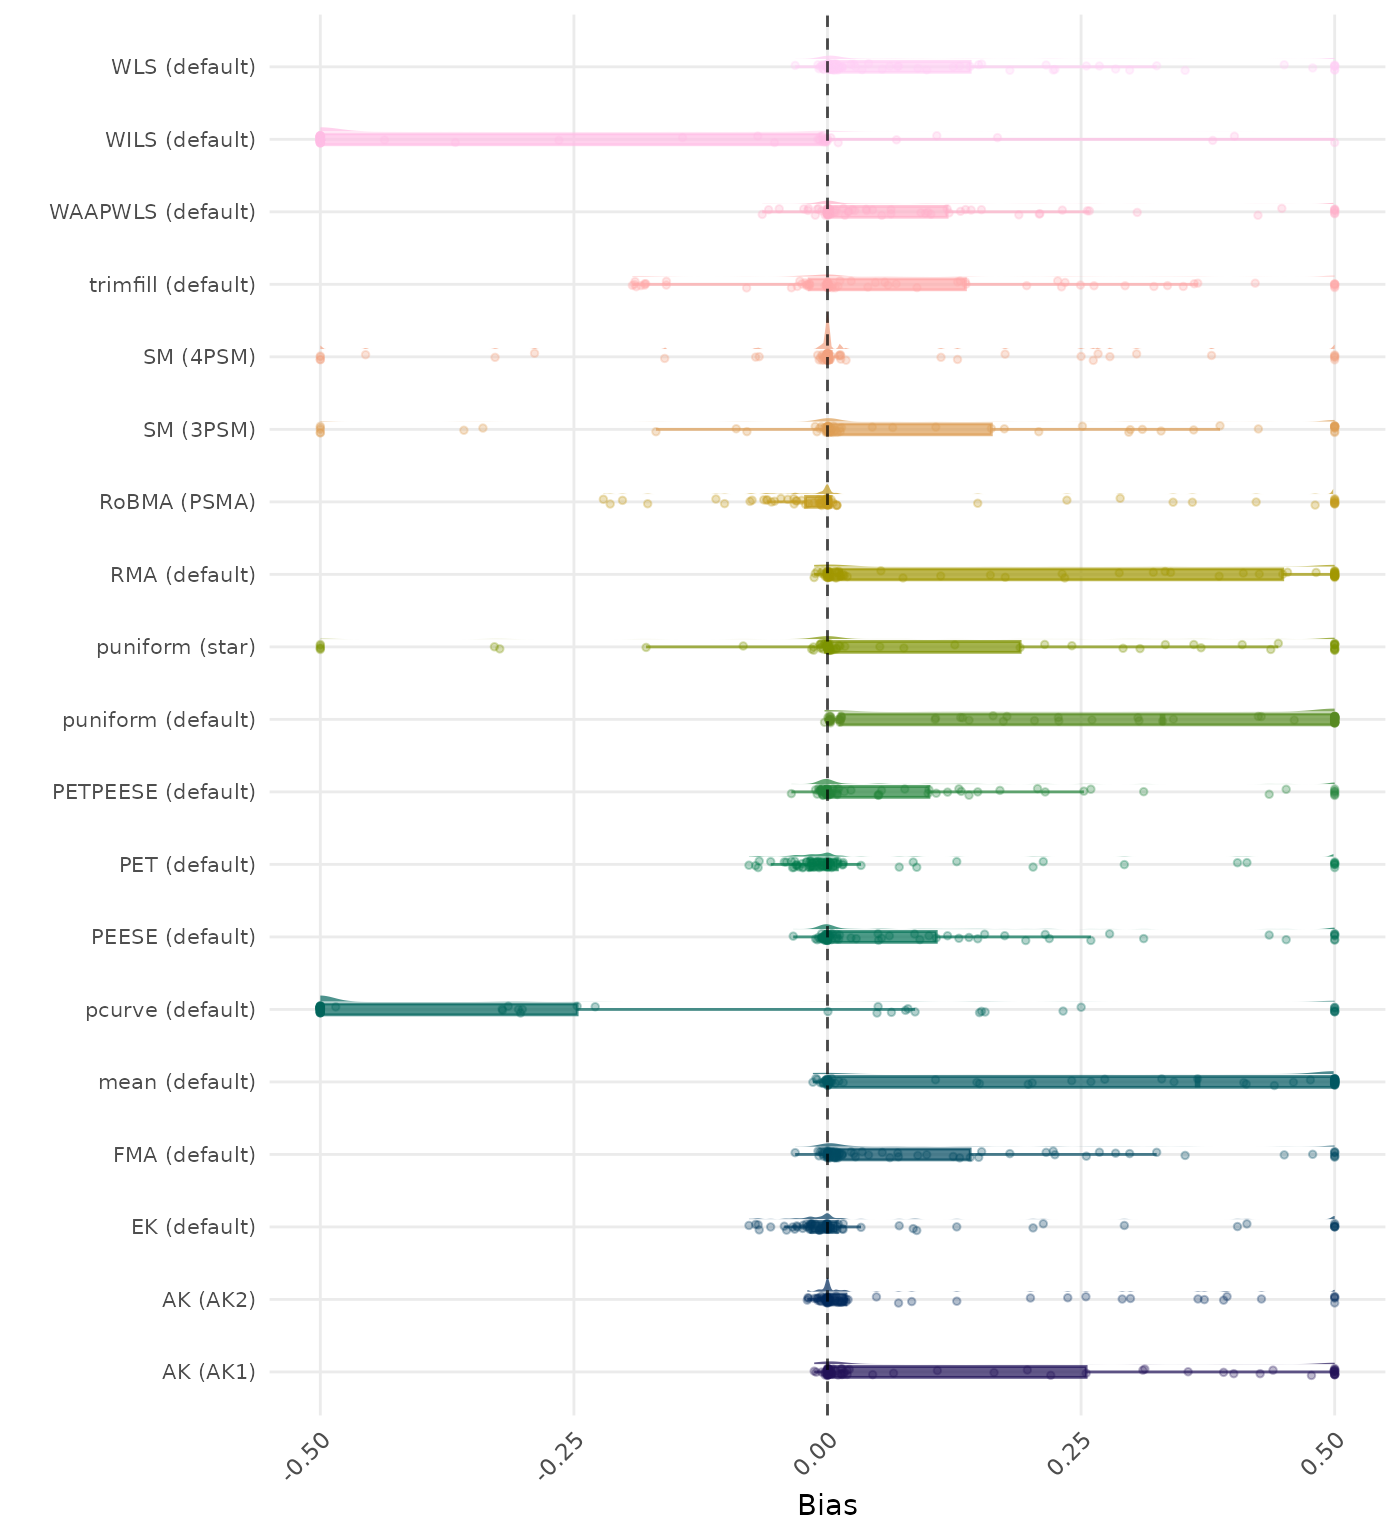 WLS (default)
WILS (default)
WAAPWLS (default)
trimfill (default)
SM (4PSM)
SM (3PSM)
RoBMA (PSMA)
RMA (default)
puniform (star)
puniform (default)
PETPEESE (default)
PET (default)
PEESE (default)
pcurve (default)
mean (default)
FMA (default)
EK (default)
AK (AK2)
AK (AK1)
-0.50 -0.25 0.00 0.25 0.50
Bias